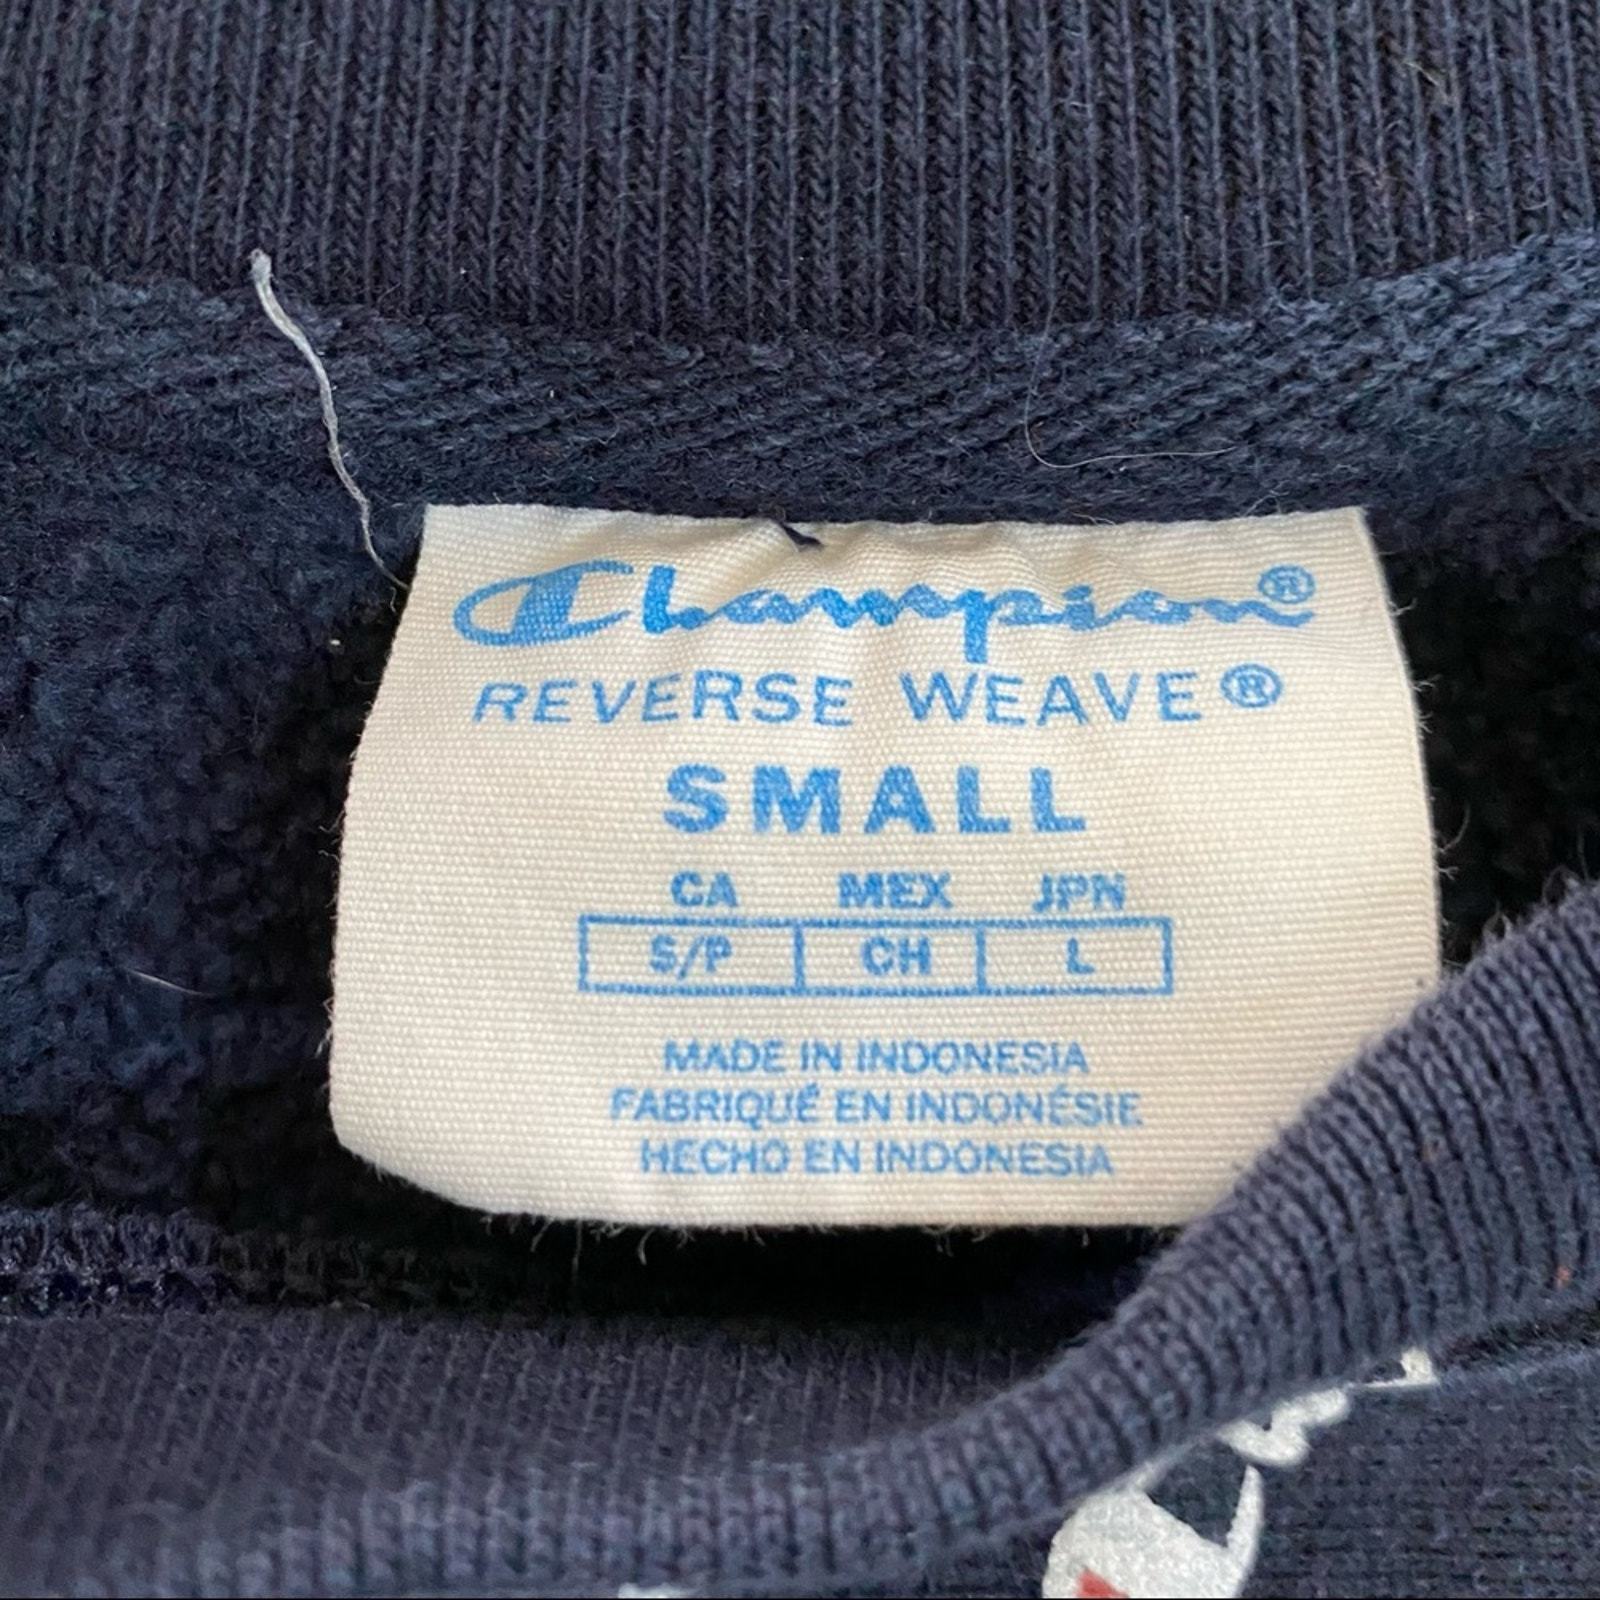 Champion®
REVERSE WEAVE®
SMALL
CA MEX JPN
S/P CH L
MADE IN INDONESIA
FABRIQUÉ EN INDONÉSIE
HECHO EN INDONESIA